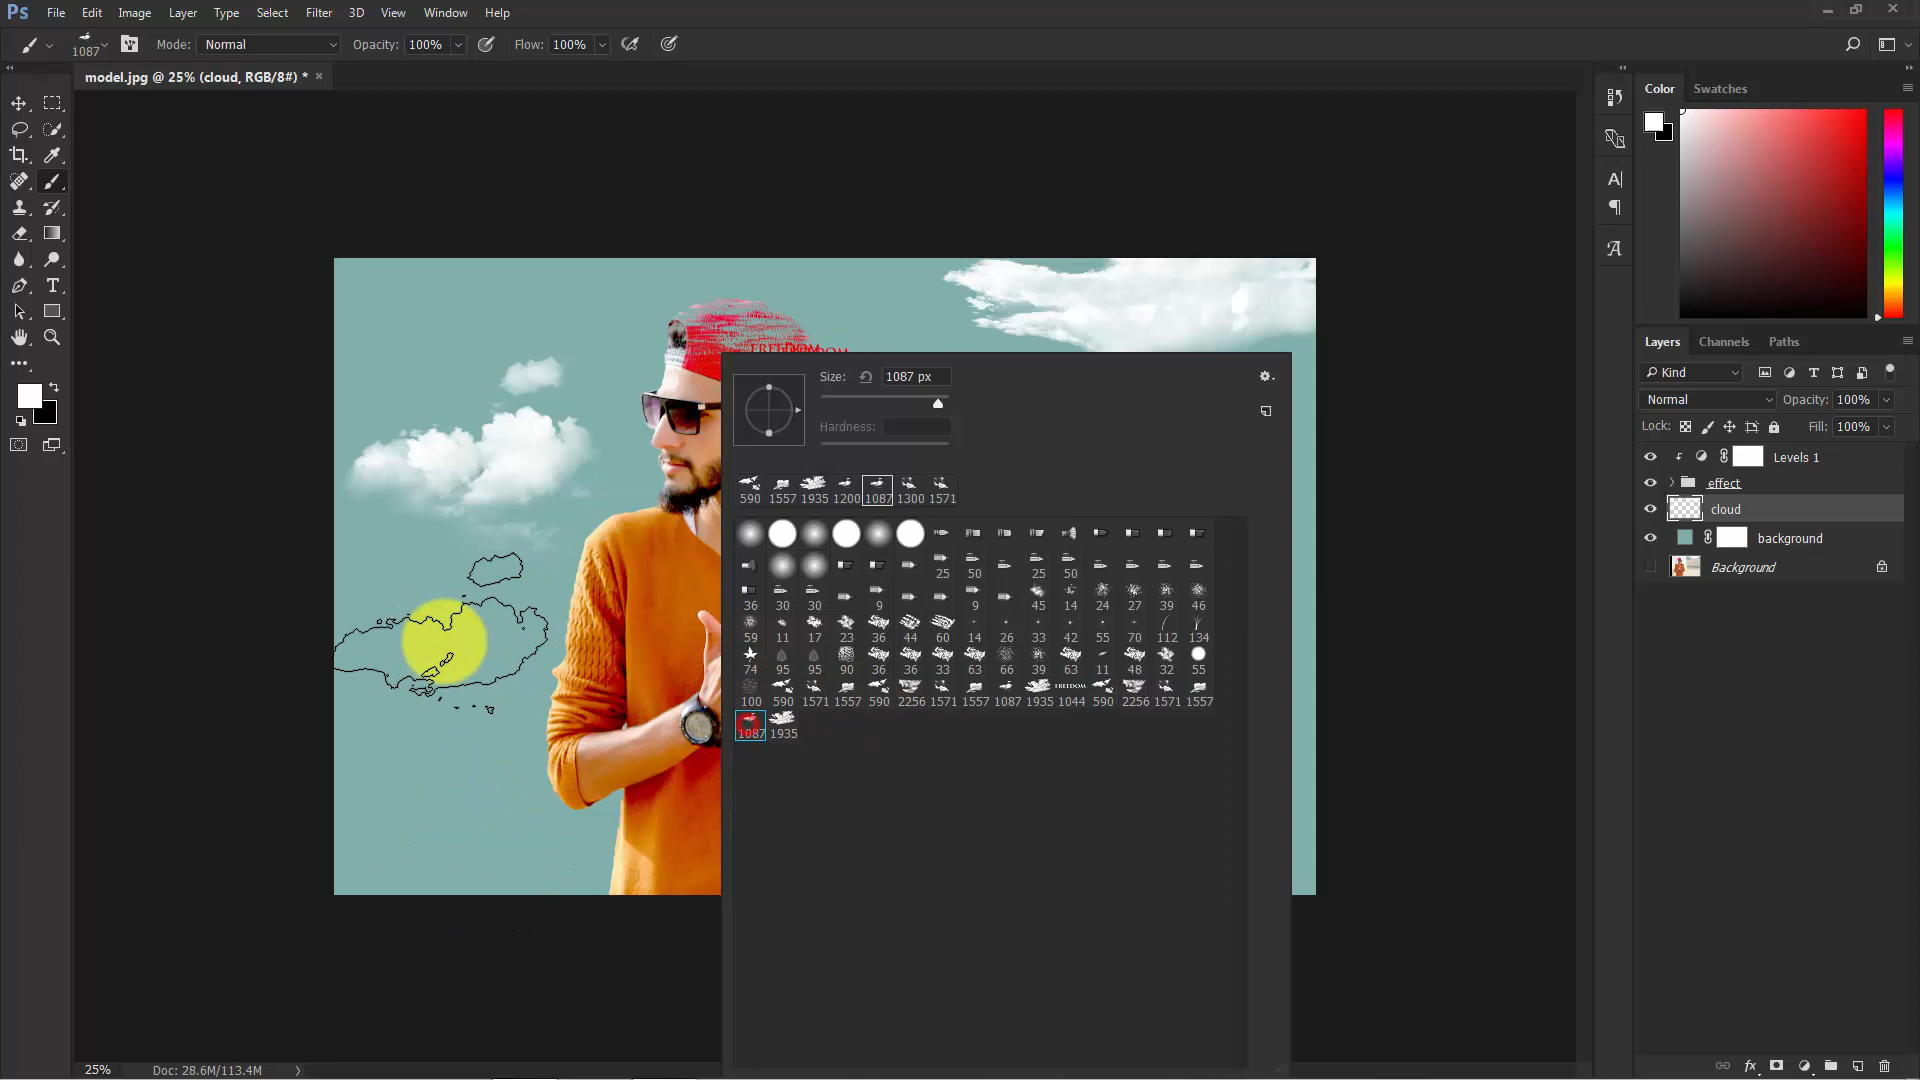 Ps File Edit Image Layer Type Select Filter 3D View Window Help
1087 Mode: Normal Opacity: 100% Flow: 100%
model.jpg @ 25% (cloud, RGB/8#) * ×
Color Swatches
FREEDOM
Size: 1087 px
Hardness:
590 1557 1935 1200 1087 1300 1571
25 50 25 50
36 30 30 9 9 45 14 24 27 39 46
59 11 17 23 36 44 60 14 26 33 42 55 70 112 134
74 95 95 90 36 36 33 63 66 39 63 11 48 32 55
FREEDOM
100 590 1571 1557 590 2256 1571 1557 1087 1935 1044 590 2256 1571 1557
1087 1935
Layers Channels Paths
Kind
Normal Opacity: 100%
Lock: Fill: 100%
Levels 1
effect
cloud
background
Background
25% Doc: 28.6M/113.4M